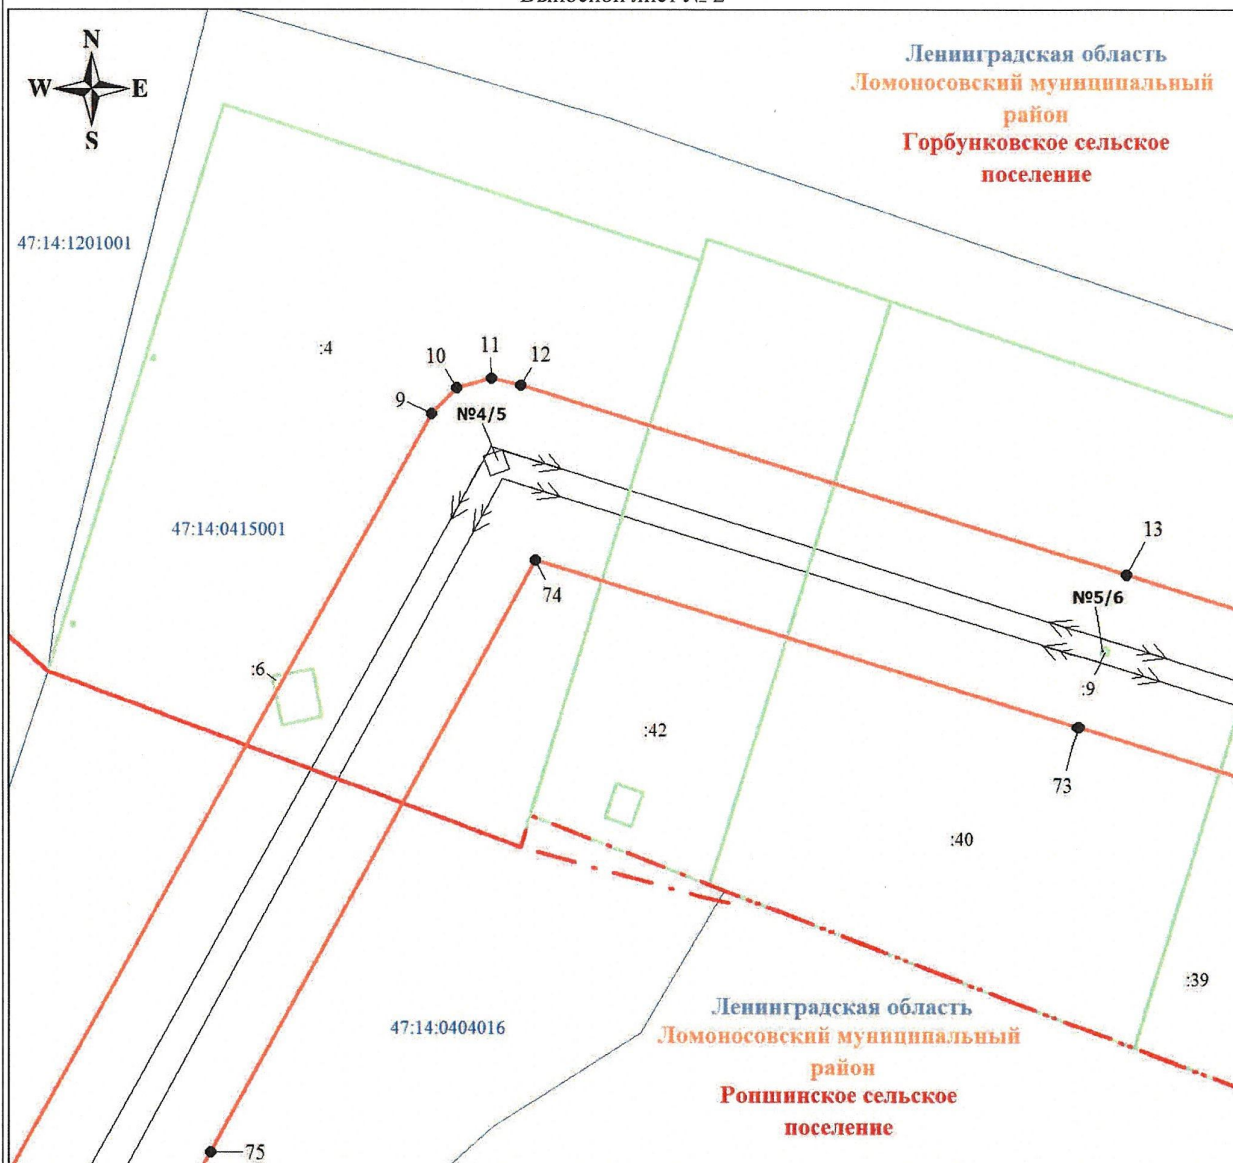 N
W E
S
Ленинградская область
Ломоносовский муниципальный
район
Горбунковское сельское
поселение
47:14:1201001
:4
10
11
12
9
№4/5
47:14:0415001
13
74
№5/6
:6
:9
:42
73
:40
:39
47:14:0404016
Ленинградская область
Ломоносовский муниципальный
район
Ропшинское сельское
поселение
75